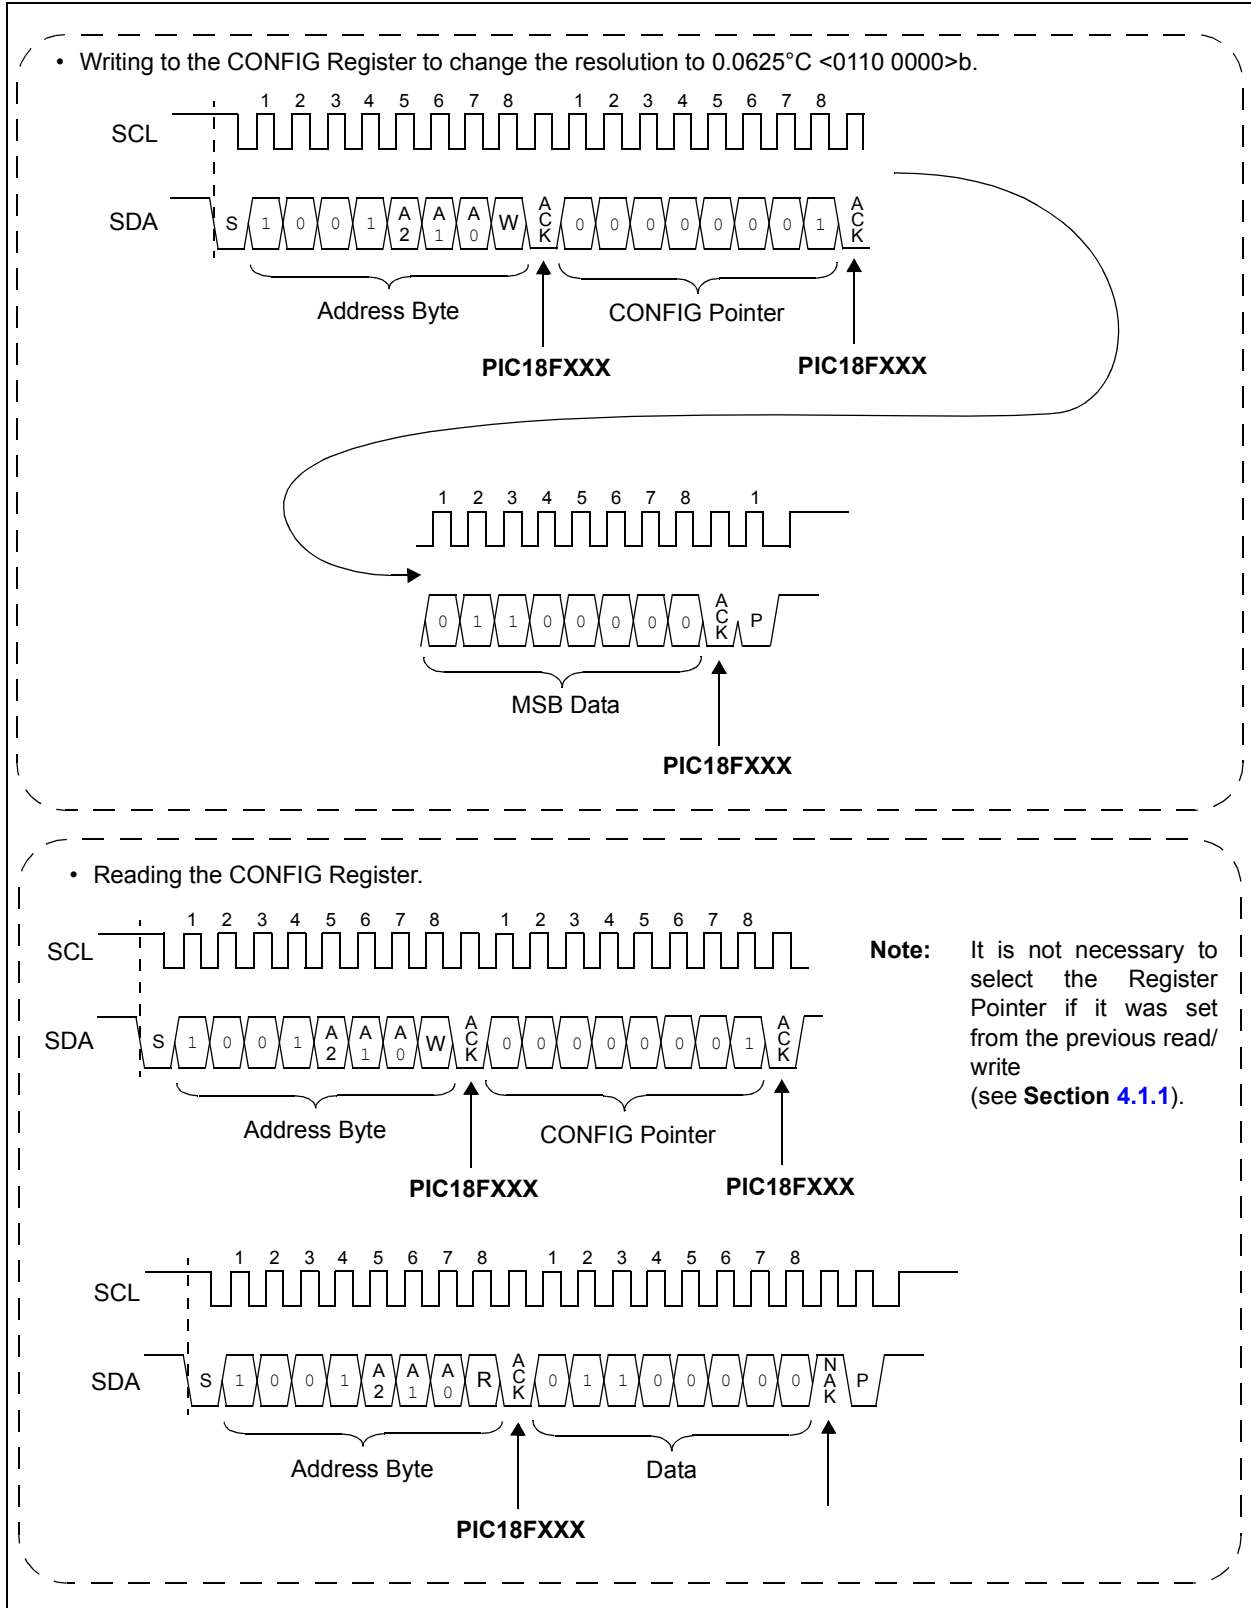 • Writing to the CONFIG Register to change the resolution to 0.0625°C <0110 0000>b.
1 2 3 4 5 6 7 8 1 2 3 4 5 6 7 8
SCL
SDA S 1 0 0 1 A2 A1 A0 W ACK 0 0 0 0 0 0 0 1 ACK
Address Byte CONFIG Pointer
PIC18FXXX PIC18FXXX
1 2 3 4 5 6 7 8 1
0 1 1 0 0 0 0 0 ACK P
MSB Data
PIC18FXXX
• Reading the CONFIG Register.
1 2 3 4 5 6 7 8 1 2 3 4 5 6 7 8
SCL
SDA S 1 0 0 1 A2 A1 A0 W ACK 0 0 0 0 0 0 0 1 ACK
Address Byte CONFIG Pointer
PIC18FXXX PIC18FXXX
Note: It is not necessary to
select the Register
Pointer if it was set
from the previous read/
write
(see Section 4.1.1).
1 2 3 4 5 6 7 8 1 2 3 4 5 6 7 8
SCL
SDA S 1 0 0 1 A2 A1 A0 R ACK 0 1 1 0 0 0 0 0 NAK P
Address Byte Data
PIC18FXXX